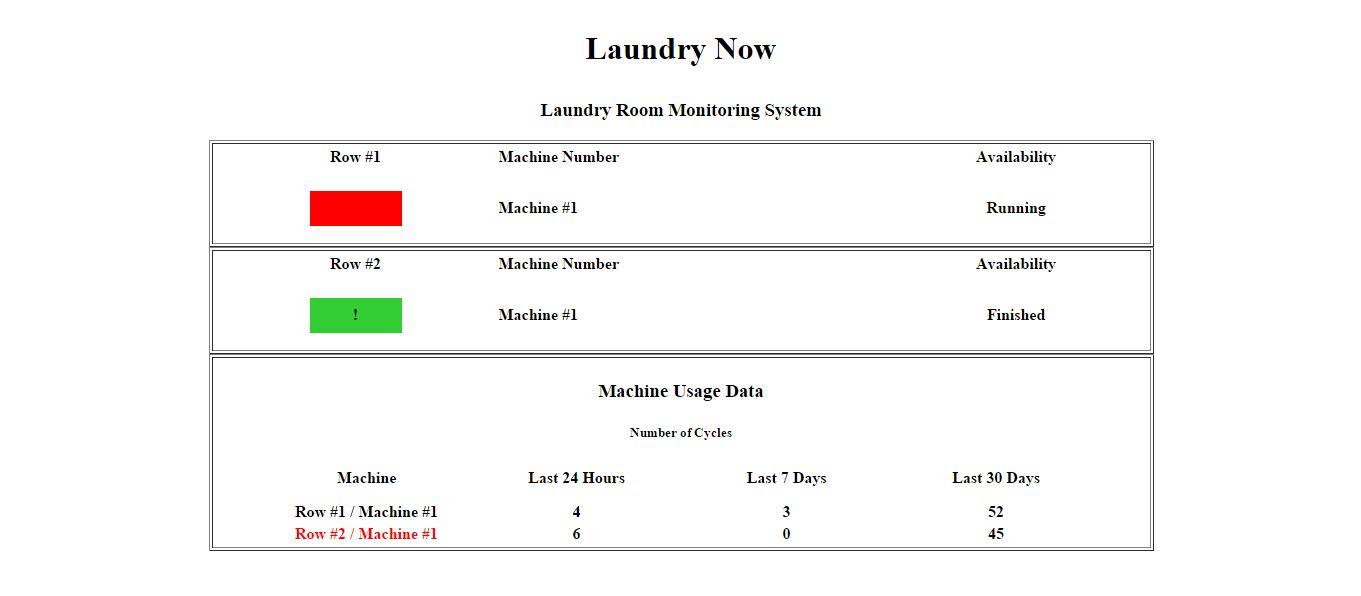 Laundry Now
Laundry Room Monitoring System
Row #1 Machine Number Availability
Machine #1 Running
Row #2 Machine Number Availability
! Machine #1 Finished
Machine Usage Data
Number of Cycles
Machine Last 24 Hours Last 7 Days Last 30 Days
Row #1 / Machine #1 4 3 52
Row #2 / Machine #1 6 0 45